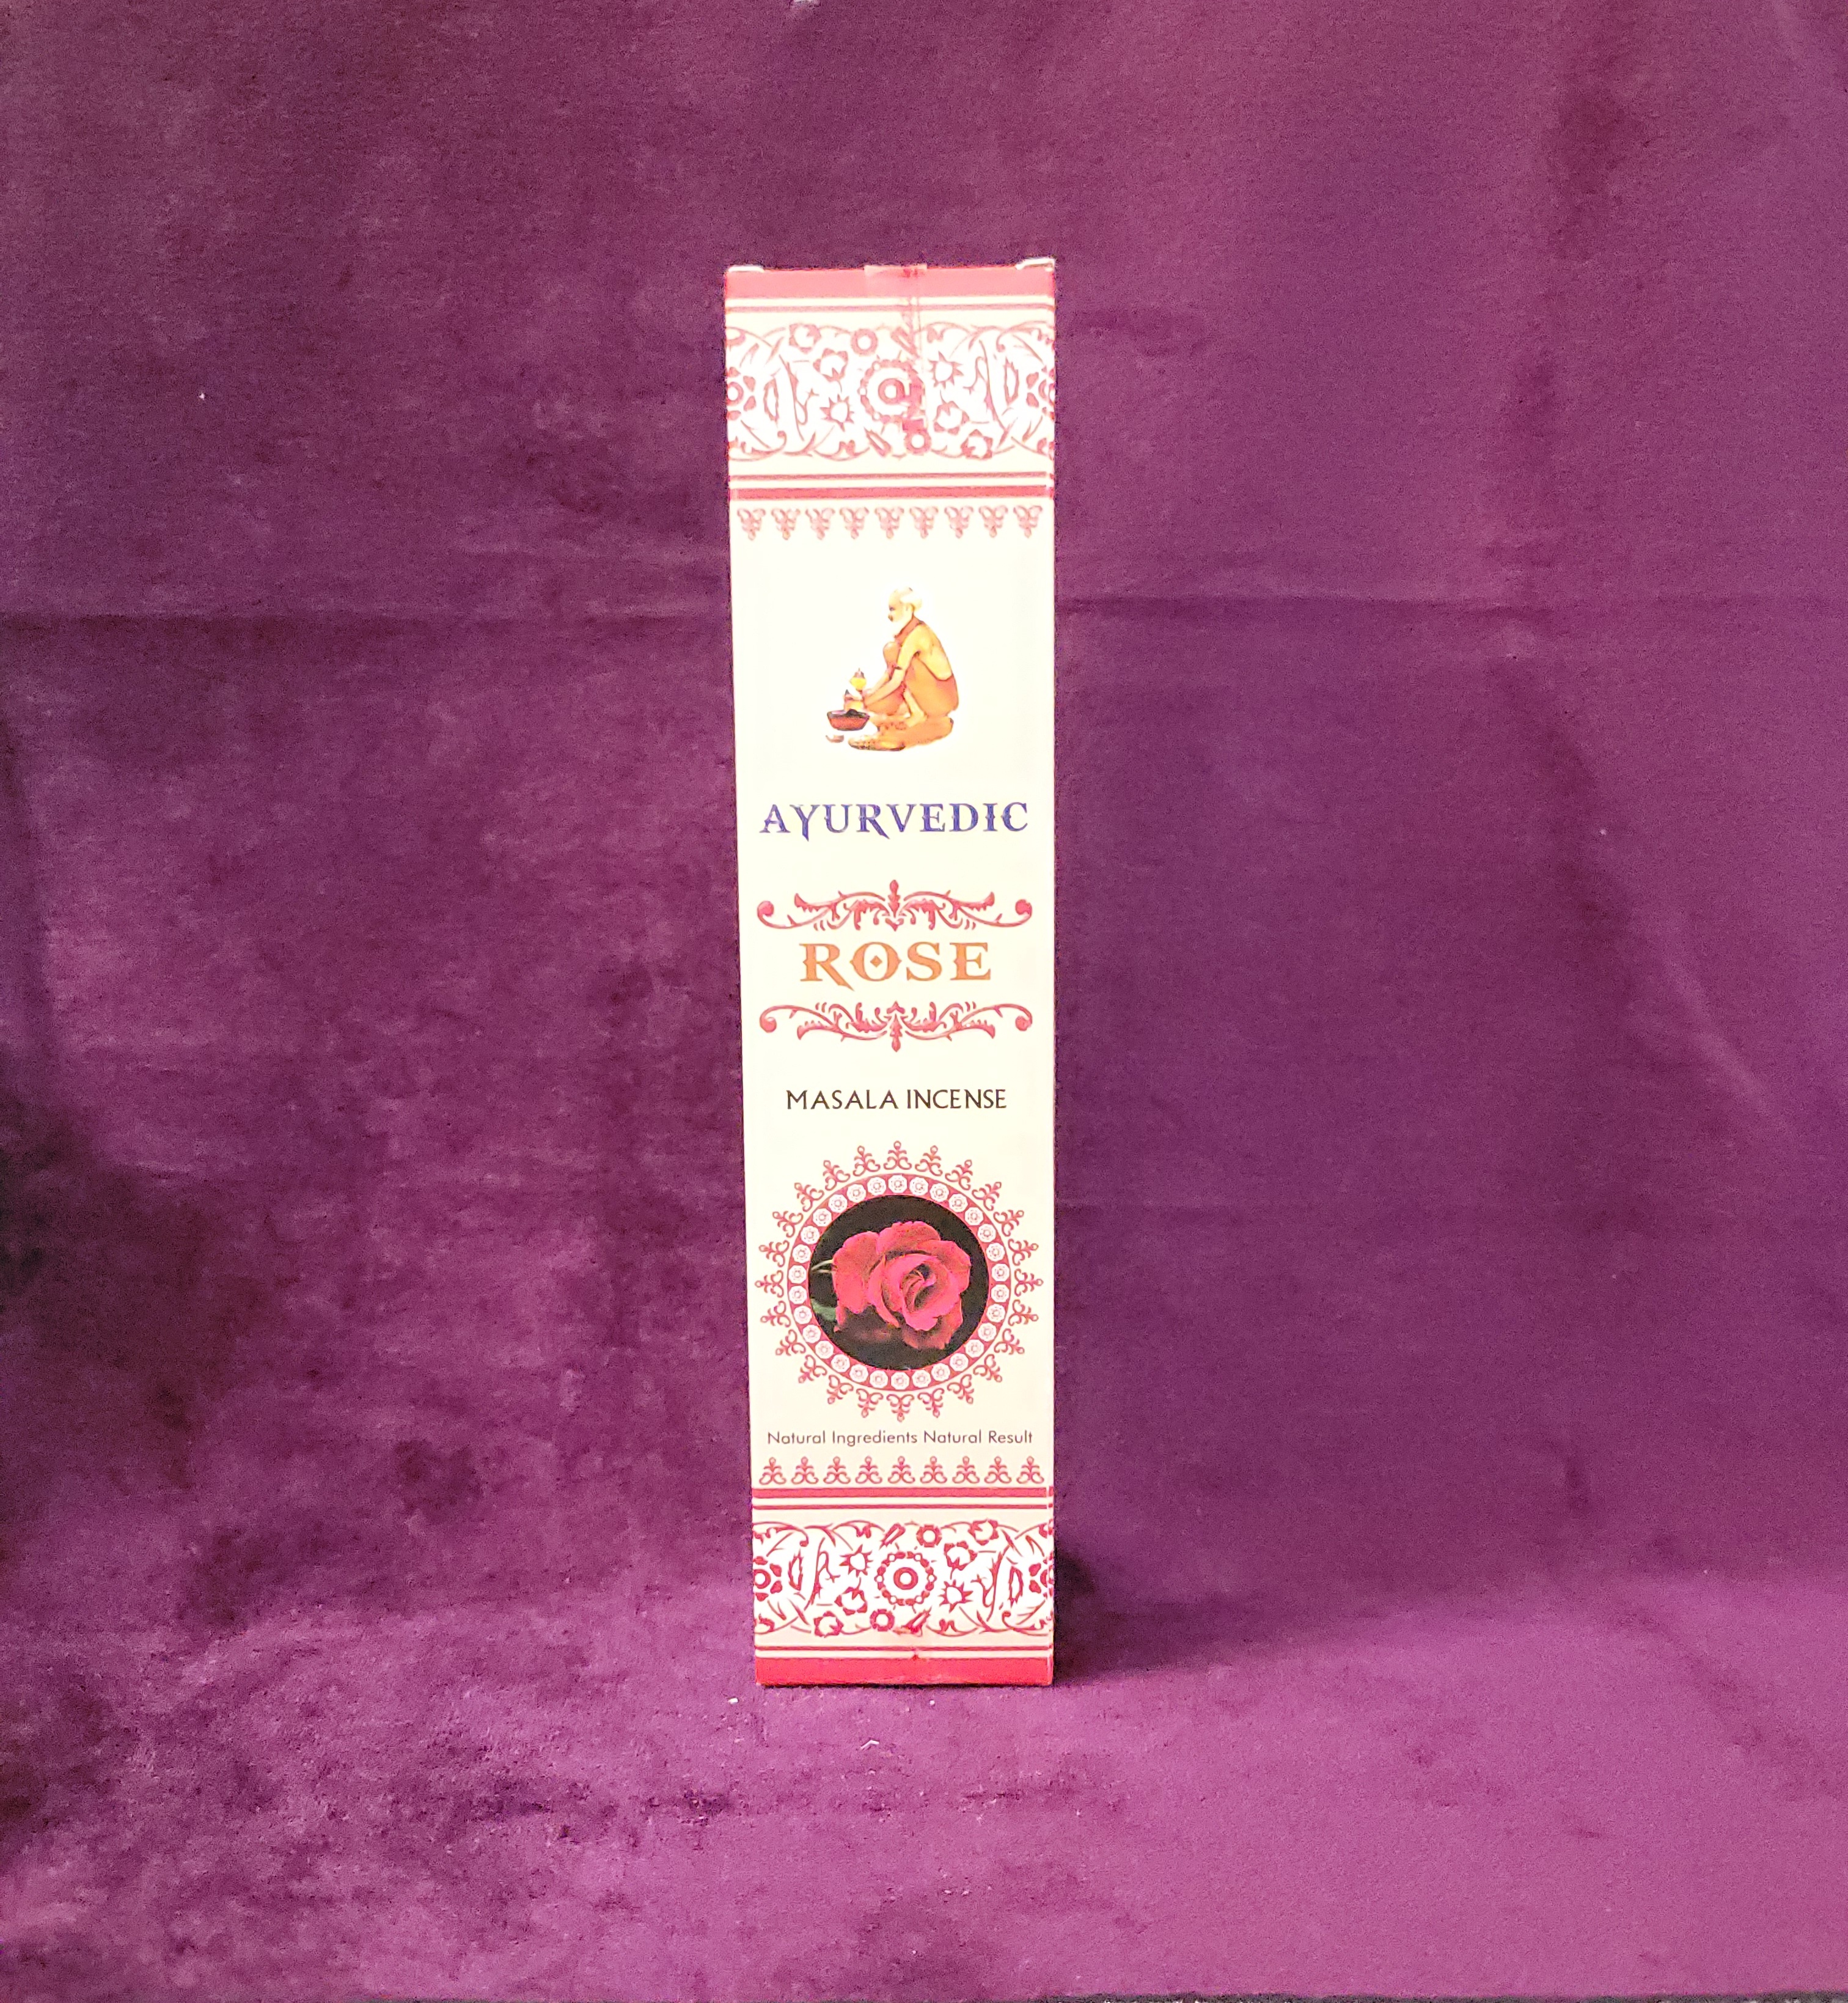 AYURVEDIC
ROSE
MASALA INCENSE
Natural Ingredients Natural Result